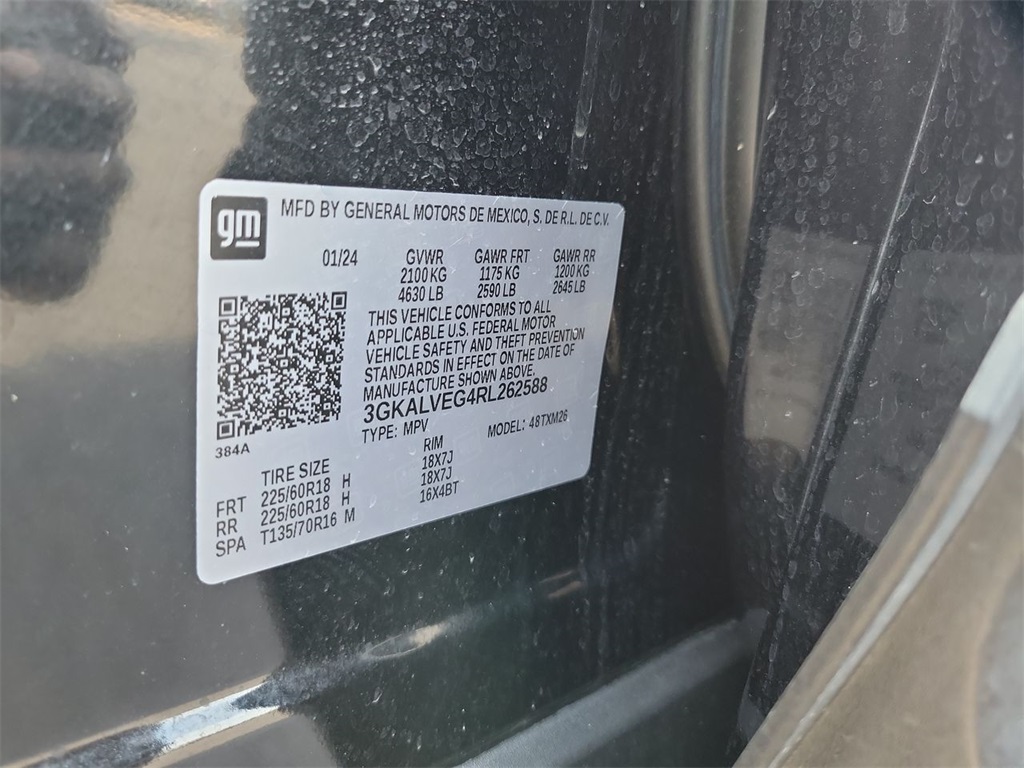 gm
MFD BY GENERAL MOTORS DE MEXICO, S. DE R.L. DE C.V.
01/24 GVWR GAWR FRT GAWR RR
2100 KG 1175 KG 1200 KG
4630 LB 2590 LB 2645 LB
THIS VEHICLE CONFORMS TO ALL
APPLICABLE U.S. FEDERAL MOTOR
VEHICLE SAFETY AND THEFT PREVENTION
STANDARDS IN EFFECT ON THE DATE OF
MANUFACTURE SHOWN ABOVE.
3GKALVEG4RL262588
TYPE: MPV MODEL: 48TXM26
384A
TIRE SIZE RIM
FRT 225/60R18 H 18X7J
RR 225/60R18 H 18X7J
SPA T135/70R16 M 16X4BT